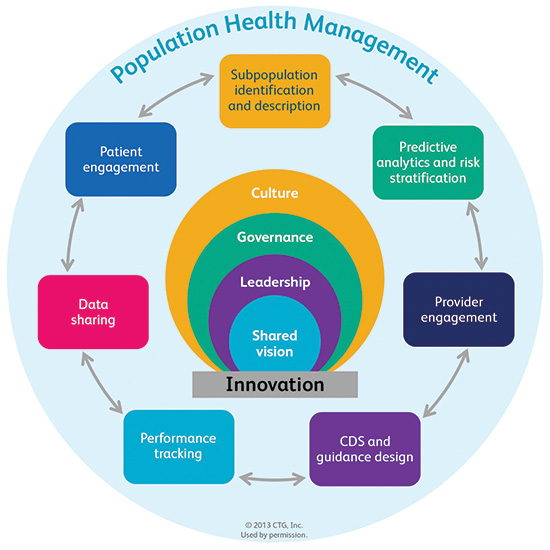 Population Health Management
Subpopulation
identification
and description
Predictive
analytics and risk
stratification
Provider
engagement
CDS and
guidance design
Performance
tracking
Data
sharing
Patient
engagement
Culture
Governance
Leadership
Shared
vision
Innovation
© 2013 CTG, Inc.
Used by permission.